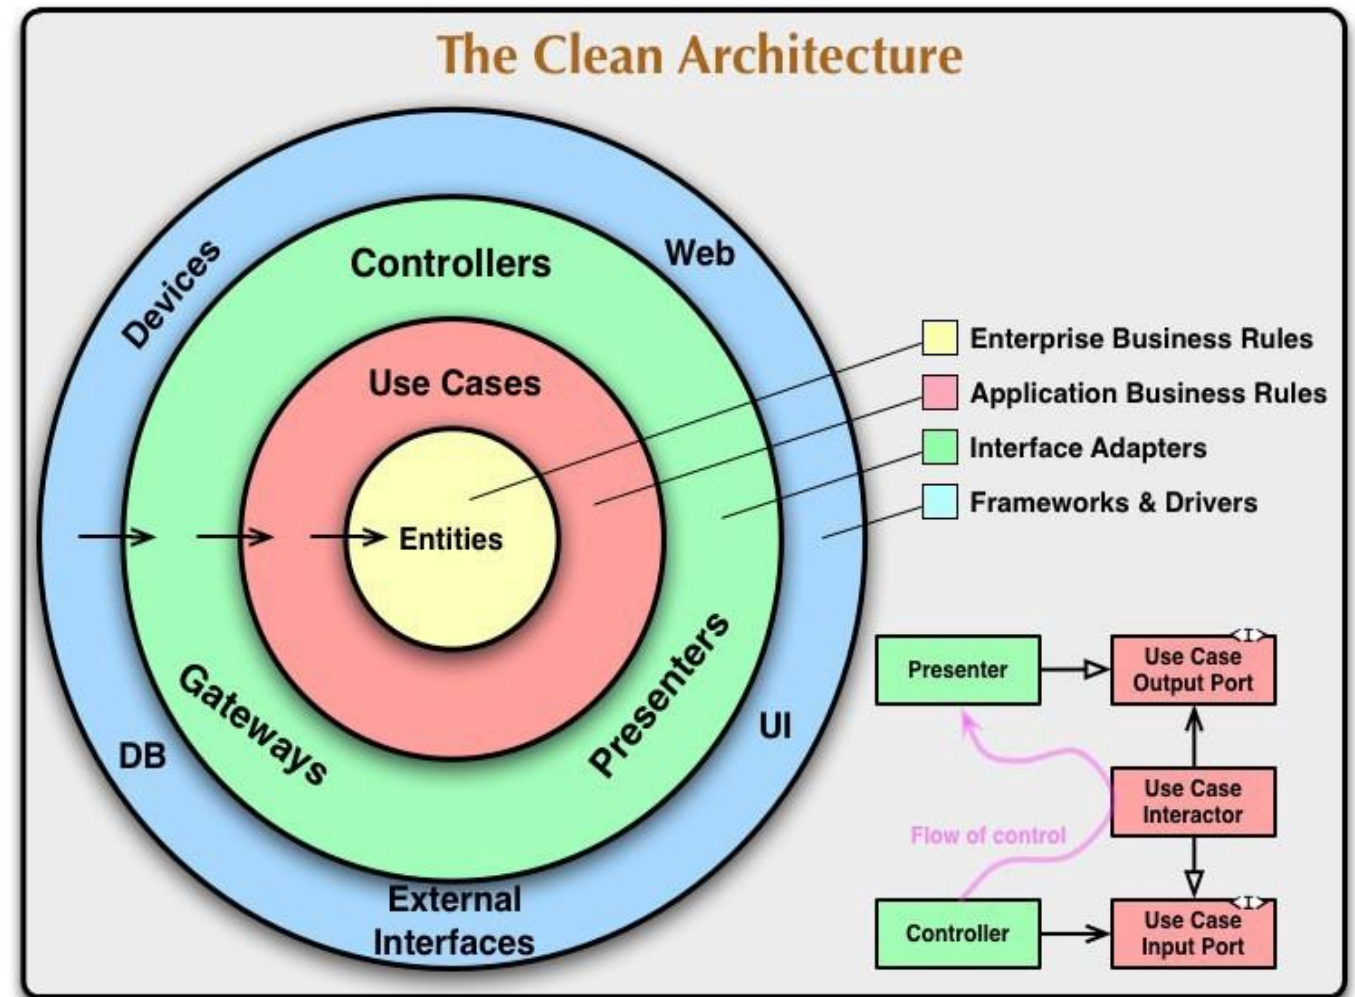 The Clean Architecture
Devices
Web
Controllers
Use Cases
Entities
Gateways
Presenters
DB
UI
External
Interfaces
Enterprise Business Rules
Application Business Rules
Interface Adapters
Frameworks & Drivers
Presenter
<I>
Use Case
Output Port
Use Case
Interactor
Flow of control
Controller
<I>
Use Case
Input Port